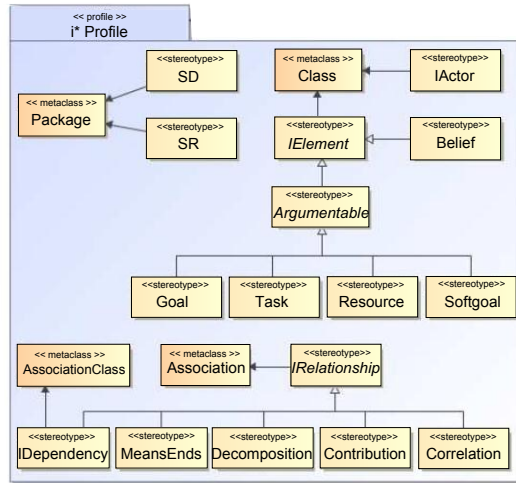 << profile >>
i* Profile
<<stereotype>>
SD
<< metaclass >>
Class
<<stereotype>>
IActor
<< metaclass >>
Package
<<stereotype>>
SR
<<stereotype>>
IElement
<<stereotype>>
Belief
<<stereotype>>
Argumentable
<<stereotype>>
Goal
<<stereotype>>
Task
<<stereotype>>
Resource
<<stereotype>>
Softgoal
<< metaclass >>
AssociationClass
<< metaclass >>
Association
<<stereotype>>
IRelationship
<<stereotype>>
IDependency
<<stereotype>>
MeansEnds
<<stereotype>>
Decomposition
<<stereotype>>
Contribution
<<stereotype>>
Correlation